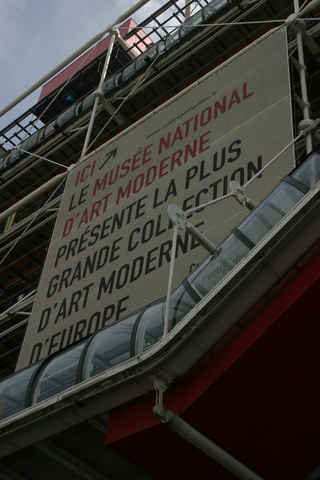 ICI ↗
LE MUSÉE NATIONAL
D'ART MODERNE
PRÉSENTE LA PLUS
GRANDE COLLECTION
D'ART MODERNE
D'EUROPE